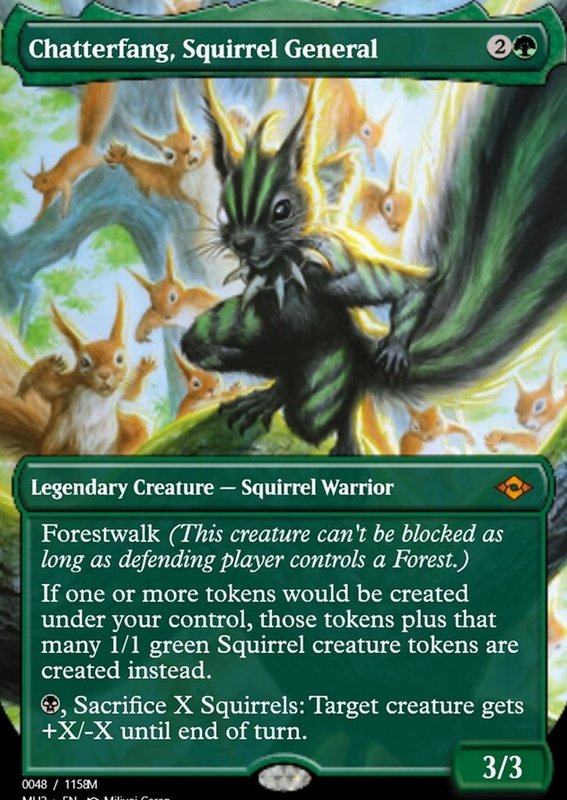 Chatterfang, Squirrel General 2
Legendary Creature — Squirrel Warrior
Forestwalk (This creature can't be blocked as
long as defending player controls a Forest.)
If one or more tokens would be created
under your control, those tokens plus that
many 1/1 green Squirrel creature tokens are
created instead.
, Sacrifice X Squirrels: Target creature gets
+X/-X until end of turn.
3/3
0048 / 1158M
MH2 • EN